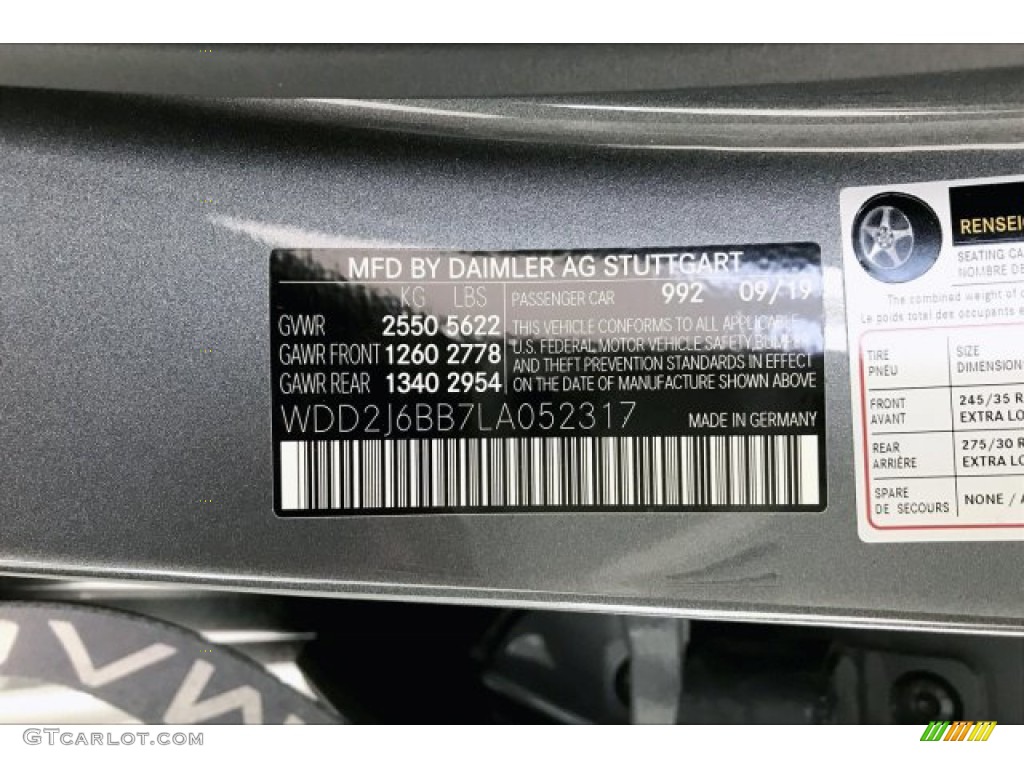 MFD BY DAIMLER AG STUTTGART
KG LBS
GVWR 2550 5622
GAWR FRONT 1260 2778
GAWR REAR 1340 2954
PASSENGER CAR 992 09/19
THIS VEHICLE CONFORMS TO ALL APPLICABLE
U.S. FEDERAL MOTOR VEHICLE SAFETY, BUMPER
AND THEFT PREVENTION STANDARDS IN EFFECT
ON THE DATE OF MANUFACTURE SHOWN ABOVE
WDD2J6BB7LA052317 MADE IN GERMANY
RENSEI
SEATING CA
NOMBRE DE
The combined weight of
Le poids total des occupants e
TIRE SIZE
PNEU DIMENSION
FRONT 245/35 R
AVANT EXTRA LO
REAR 275/30 R
ARRIÈRE EXTRA LO
SPARE
DE SECOURS NONE /
GTcarlot.com